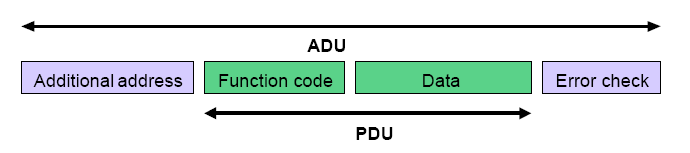 ADU
Additional address Function code Data Error check
PDU